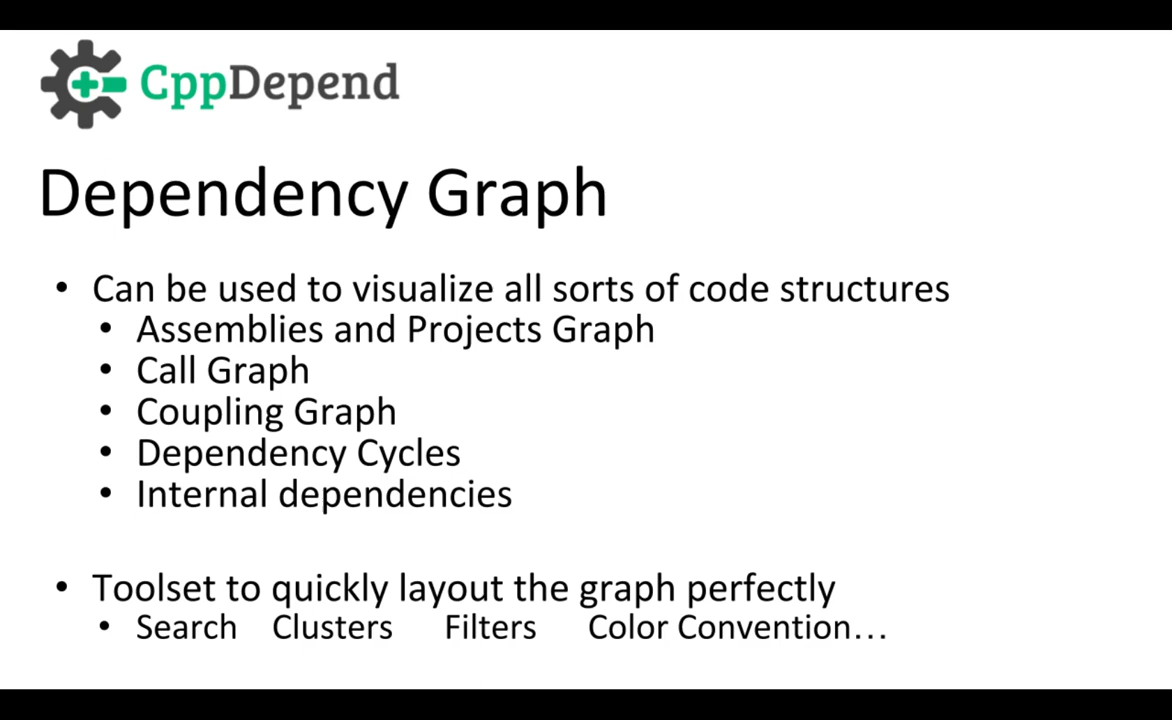 CppDepend
Dependency Graph
• Can be used to visualize all sorts of code structures
• Assemblies and Projects Graph
• Call Graph
• Coupling Graph
• Dependency Cycles
• Internal dependencies
• Toolset to quickly layout the graph perfectly
• Search Clusters Filters Color Convention...